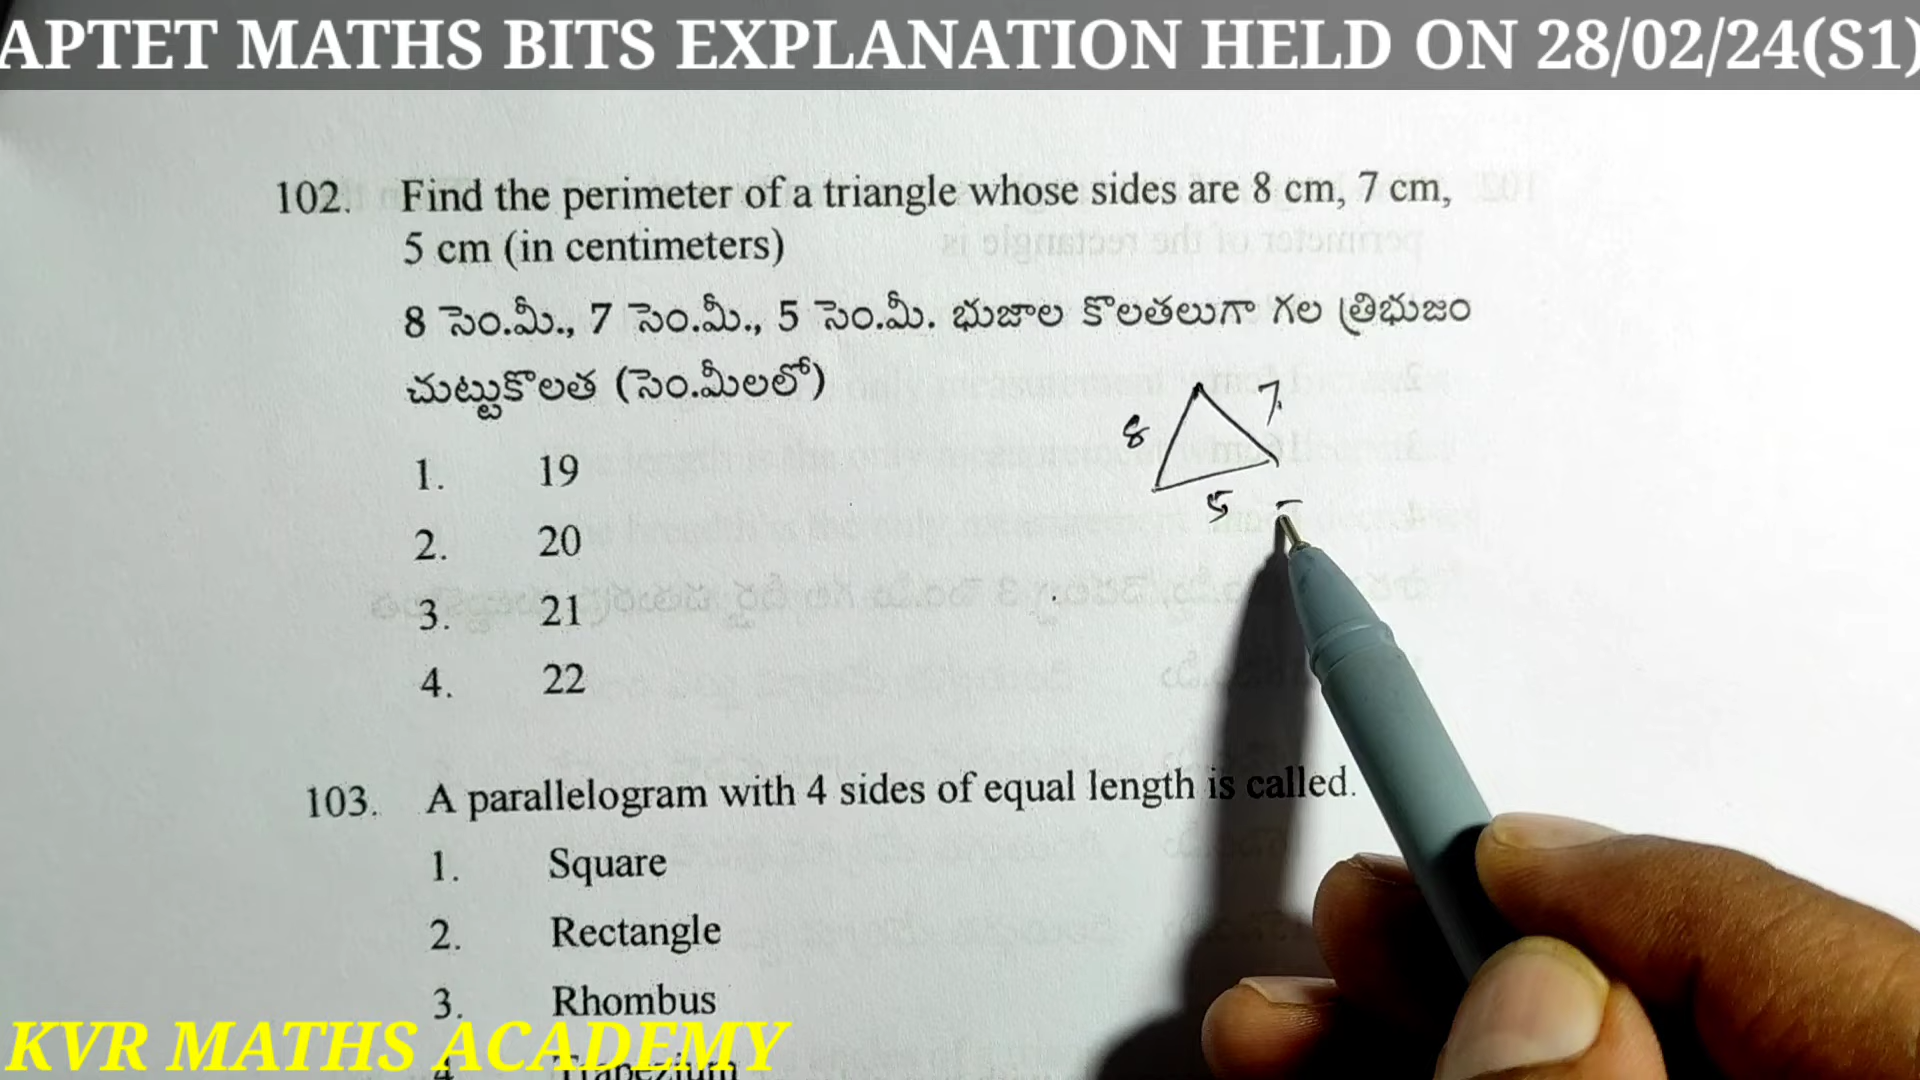 APTET MATHS BITS EXPLANATION HELD ON 28/02/24(S1)
102. Find the perimeter of a triangle whose sides are 8 cm, 7 cm,
5 cm (in centimeters)
8 సెం.మీ., 7 సెం.మీ., 5 సెం.మీ. భుజాల కొలతలుగా గల త్రిభుజం
చుట్టుకొలత (సెం.మీలలో)
8 7
5
1. 19
2. 20
3. 21
4. 22
103. A parallelogram with 4 sides of equal length is called.
1. Square
2. Rectangle
3. Rhombus
4 Trapezium
KVR MATHS ACADEMY